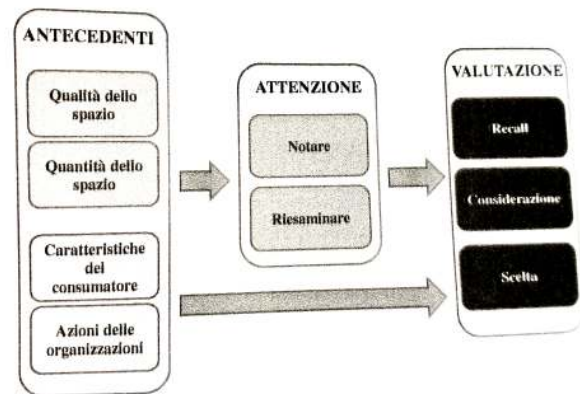 ANTECEDENTI
Qualità dello
spazio
Quantità dello
spazio
Caratteristiche
del
consumatore
Azioni delle
organizzazioni
ATTENZIONE
Notare
Riesaminare
VALUTAZIONE
Recall
Considerazione
Scelta